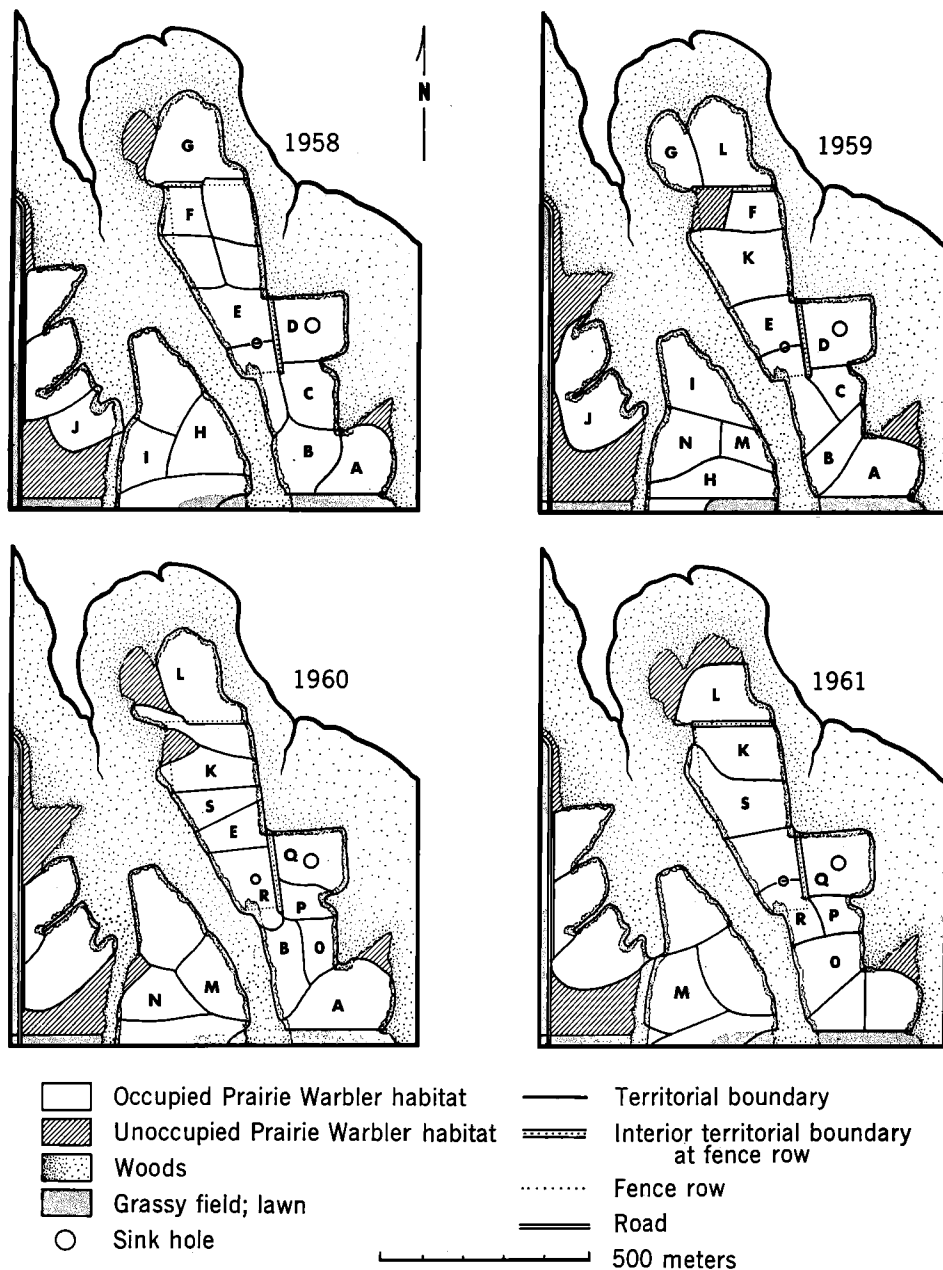 N
1958
G
F
E
D
C
B
A
H
I
J
1959
G
L
F
K
E
D
C
I
J
N
M
B
A
H
1960
L
K
S
E
Q
R
P
B
O
N
M
A
1961
L
K
S
Q
R
P
O
M
Occupied Prairie Warbler habitat
Unoccupied Prairie Warbler habitat
Woods
Grassy field; lawn
Sink hole
Territorial boundary
Interior territorial boundary
at fence row
Fence row
Road
500 meters